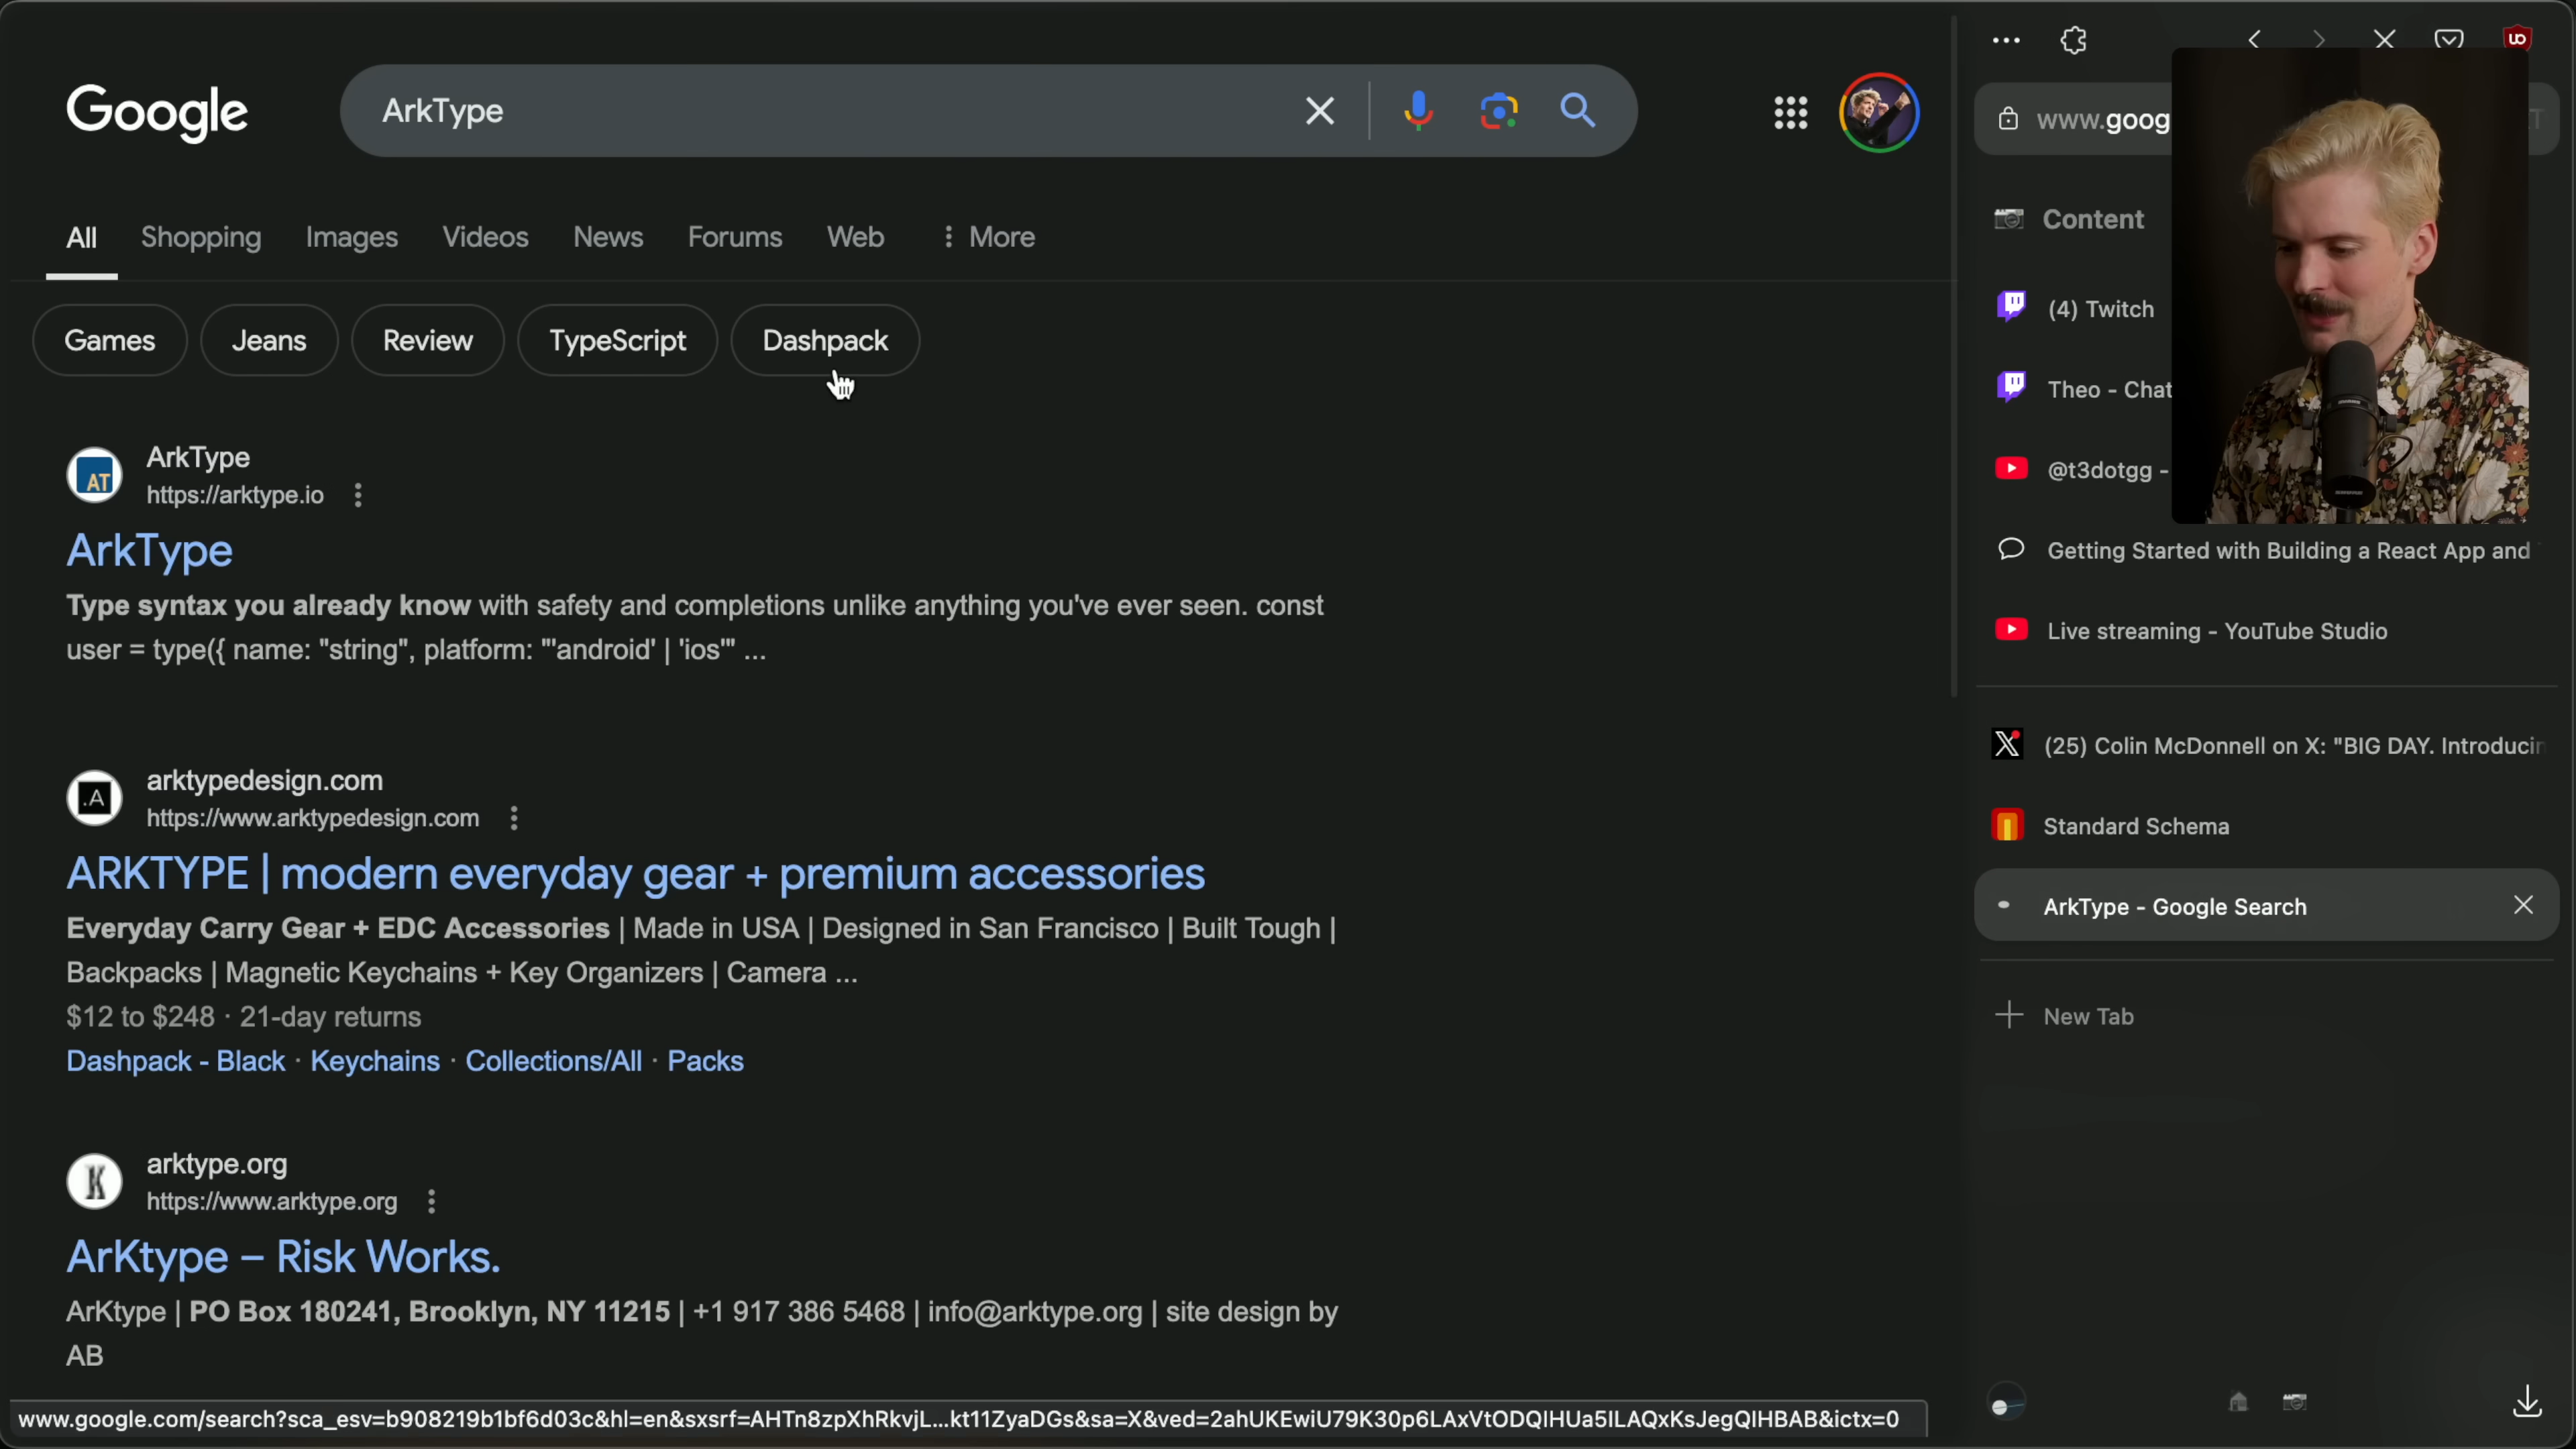 Google
ArkType
All
Shopping
Images
Videos
News
Forums
Web
More
Games
Jeans
Review
TypeScript
Dashpack
ArkType
https://arktype.io
ArkType
Type syntax you already know with safety and completions unlike anything you've ever seen. const
user = type({ name: "string", platform: "'android' | 'ios'" ...
arktypedesign.com
https://www.arktypedesign.com
ARKTYPE | modern everyday gear + premium accessories
Everyday Carry Gear + EDC Accessories | Made in USA | Designed in San Francisco | Built Tough |
Backpacks | Magnetic Keychains + Key Organizers | Camera ...
$12 to $248 · 21-day returns
Dashpack - Black · Keychains · Collections/All · Packs
arktype.org
https://www.arktype.org
ArKtype – Risk Works.
ArKtype | PO Box 180241, Brooklyn, NY 11215 | +1 917 386 5468 | info@arktype.org | site design by
AB
www.google.com/search?sca_esv=b908219b1bf6d03c&hl=en&sxsrf=AHTn8zpXhRkvjL...kt11ZyaDGs&sa=X&ved=2ahUKEwiU79K30p6LAxVtODQIHUa5ILAQxKsJegQIHBAB&ictx=0
www.goog
Content
(4) Twitch
Theo - Chat
@t3dotgg -
Getting Started with Building a React App and
Live streaming - YouTube Studio
(25) Colin McDonnell on X: "BIG DAY. Introducin
Standard Schema
ArkType - Google Search
New Tab